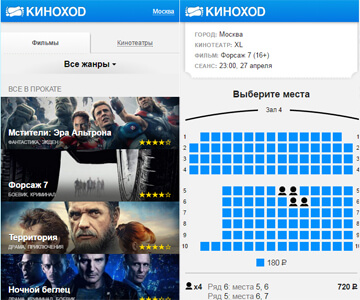 КИНОХОД
Москва
Фильмы
Кинотеатры
Все жанры
ВСЕ В ПРОКАТЕ
Мстители: Эра Альтрона
ФАНТАСТИКА, ЭКШЕН
Форсаж 7
БОЕВИК, КРИМИНАЛ
Территория
ДРАМА, ПРИКЛЮЧЕНИЯ
Ночной беглец
ДРАМА, БОЕВИК, КРИМИНАЛ
КИНОХОД
ГОРОД: Москва
КИНОТЕАТР: XL
ФИЛЬМ: Форсаж 7 (16+)
СЕАНС: 23:00, 27 апреля
Выберите места
Зал 4
1
1
2
2
3
3
4
4
5
5
6
6
7
7
8
8
9
9
10
10
180 ₽
x4
Ряд 6: места 5, 6
720 ₽
Ряд 5: места 6, 7